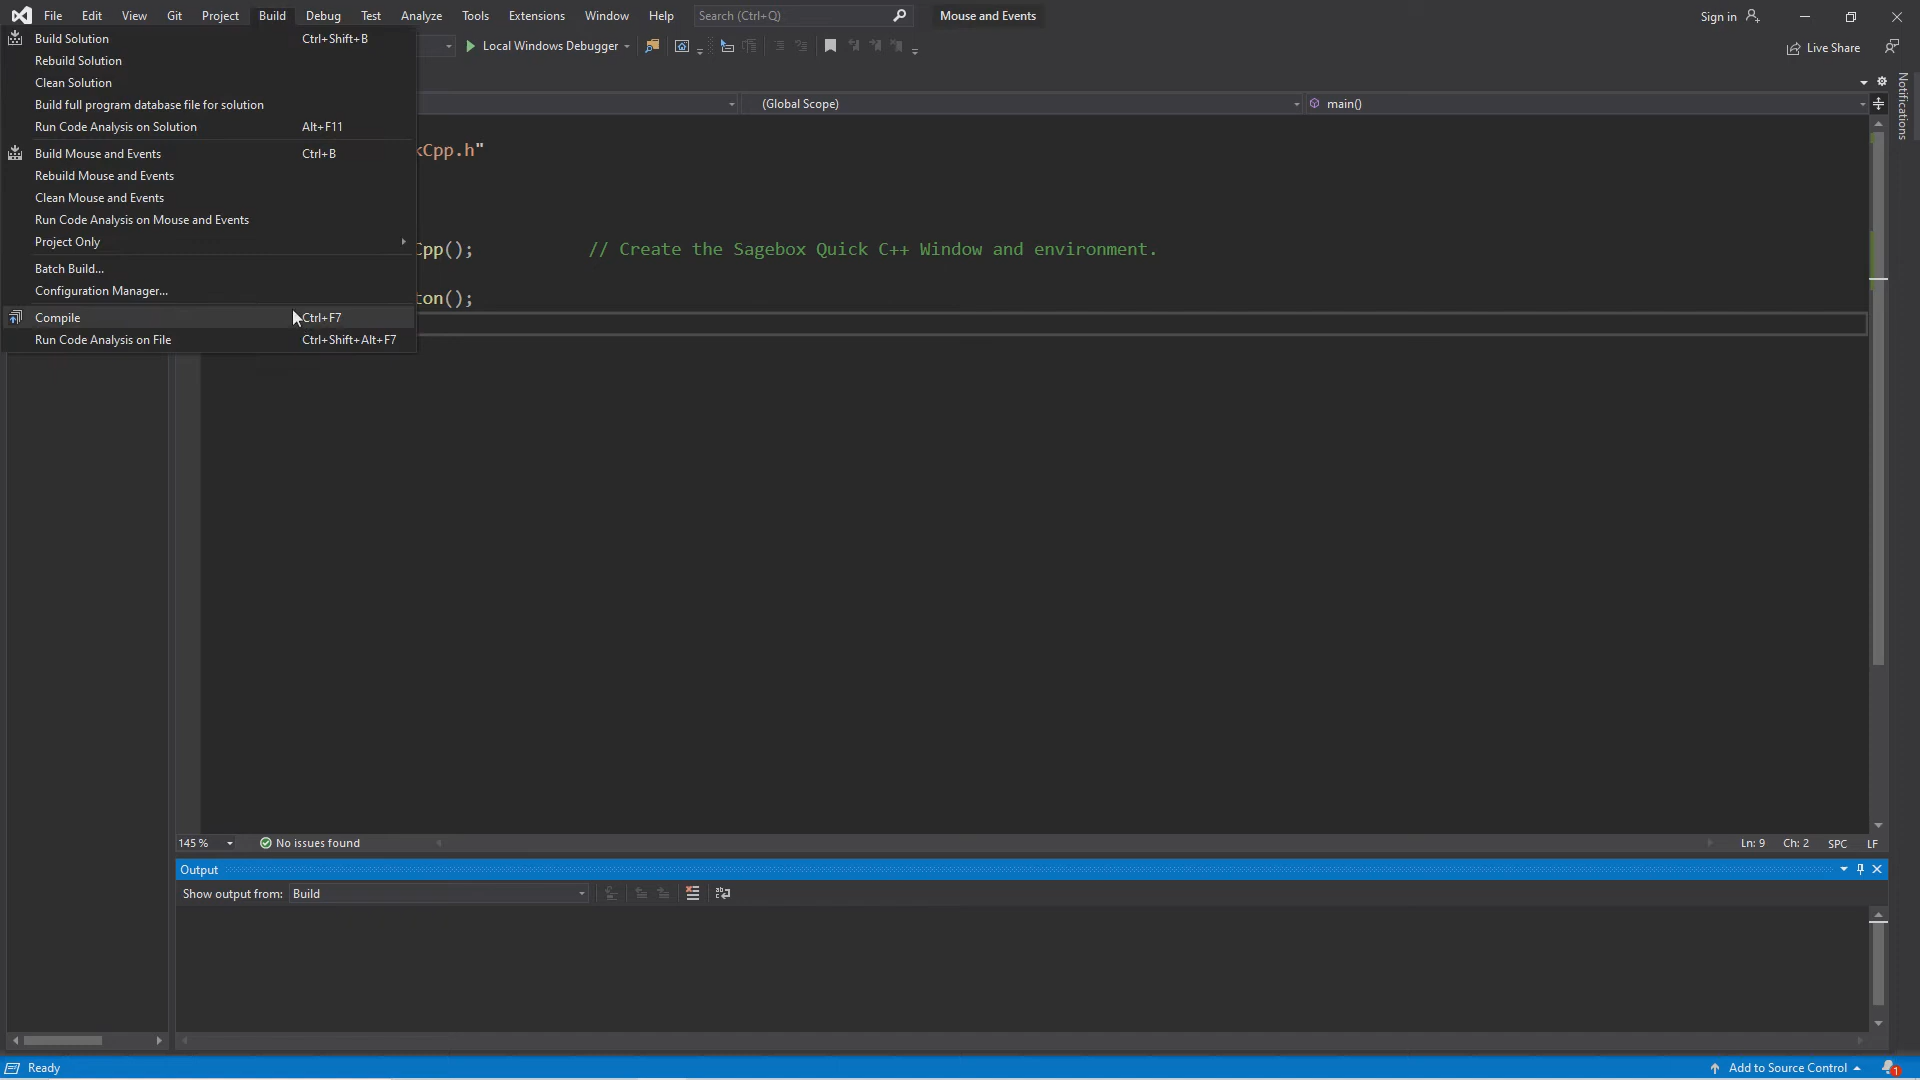 File Edit View Git Project Build Debug Test Analyze Tools Extensions Window Help Search (Ctrl+Q) Mouse and Events Sign in
Build Solution Ctrl+Shift+B
Local Windows Debugger Live Share
Rebuild Solution
Clean Solution
Build full program database file for solution
(Global Scope) main()
Notifications
Run Code Analysis on Solution Alt+F11
Build Mouse and Events Ctrl+B
kCpp.h"
Rebuild Mouse and Events
Clean Mouse and Events
Run Code Analysis on Mouse and Events
Project Only
Cpp(); // Create the Sagebox Quick C++ Window and environment.
Batch Build...
Configuration Manager...
ton();
Compile Ctrl+F7
Run Code Analysis on File Ctrl+Shift+Alt+F7
145 % No issues found Ln: 9 Ch: 2 SPC LF
Output
Show output from: Build
Ready Add to Source Control 1